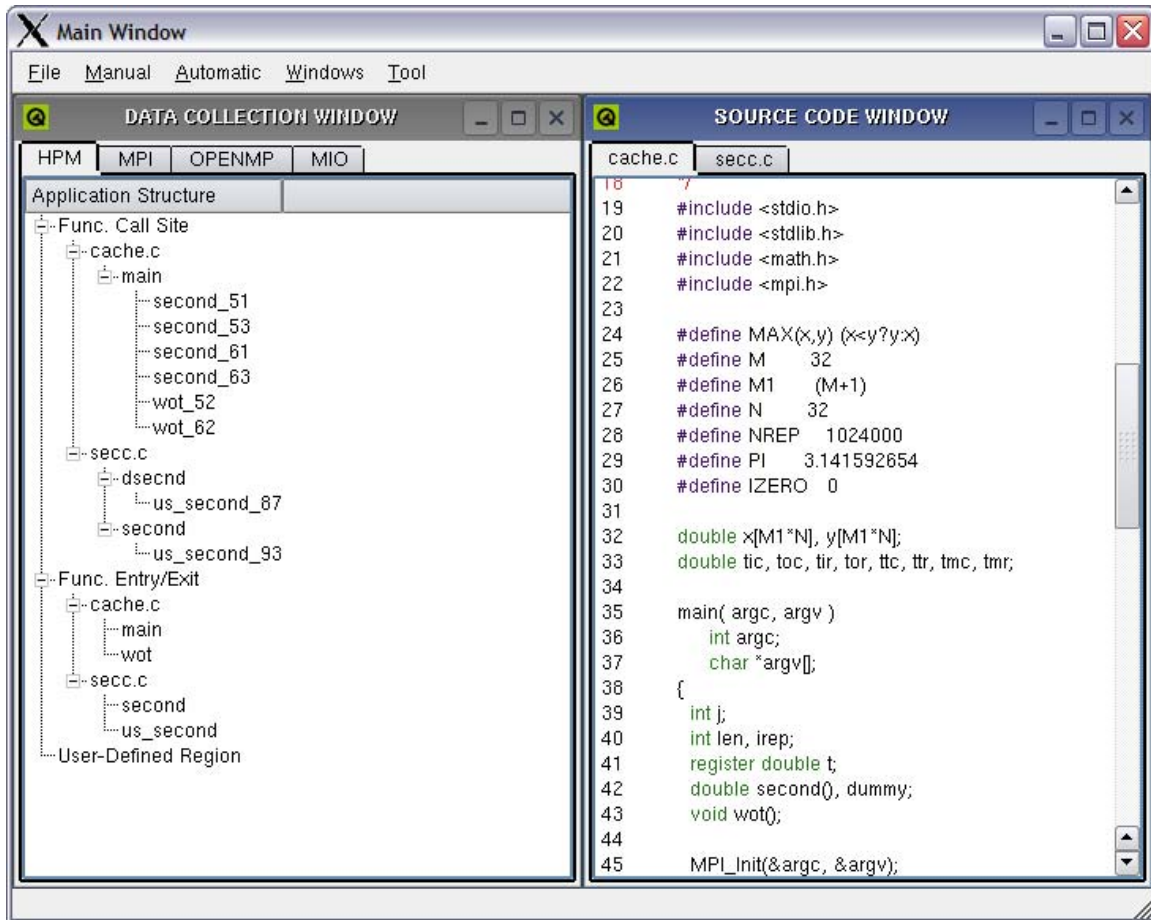 Main Window
File Manual Automatic Windows Tool
DATA COLLECTION WINDOW
HPM MPI OPENMP MIO
Application Structure
Func. Call Site
cache.c
main
second_51
second_53
second_61
second_63
wot_52
wot_62
secc.c
dsecnd
us_second_87
second
us_second_93
Func. Entry/Exit
cache.c
main
wot
secc.c
second
us_second
User-Defined Region
SOURCE CODE WINDOW
cache.c secc.c
18 */
19 #include <stdio.h>
20 #include <stdlib.h>
21 #include <math.h>
22 #include <mpi.h>
23
24 #define MAX(x,y) (x<y?y:x)
25 #define M 32
26 #define M1 (M+1)
27 #define N 32
28 #define NREP 1024000
29 #define PI 3.141592654
30 #define IZERO 0
31
32 double x[M1*N], y[M1*N];
33 double tic, toc, tir, tor, ttc, ttr, tmc, tmr;
34
35 main( argc, argv )
36 int argc;
37 char *argv[];
38 {
39 int j;
40 int len, irep;
41 register double t;
42 double second(), dummy;
43 void wot();
44
45 MPI_Init(&argc, &argv);